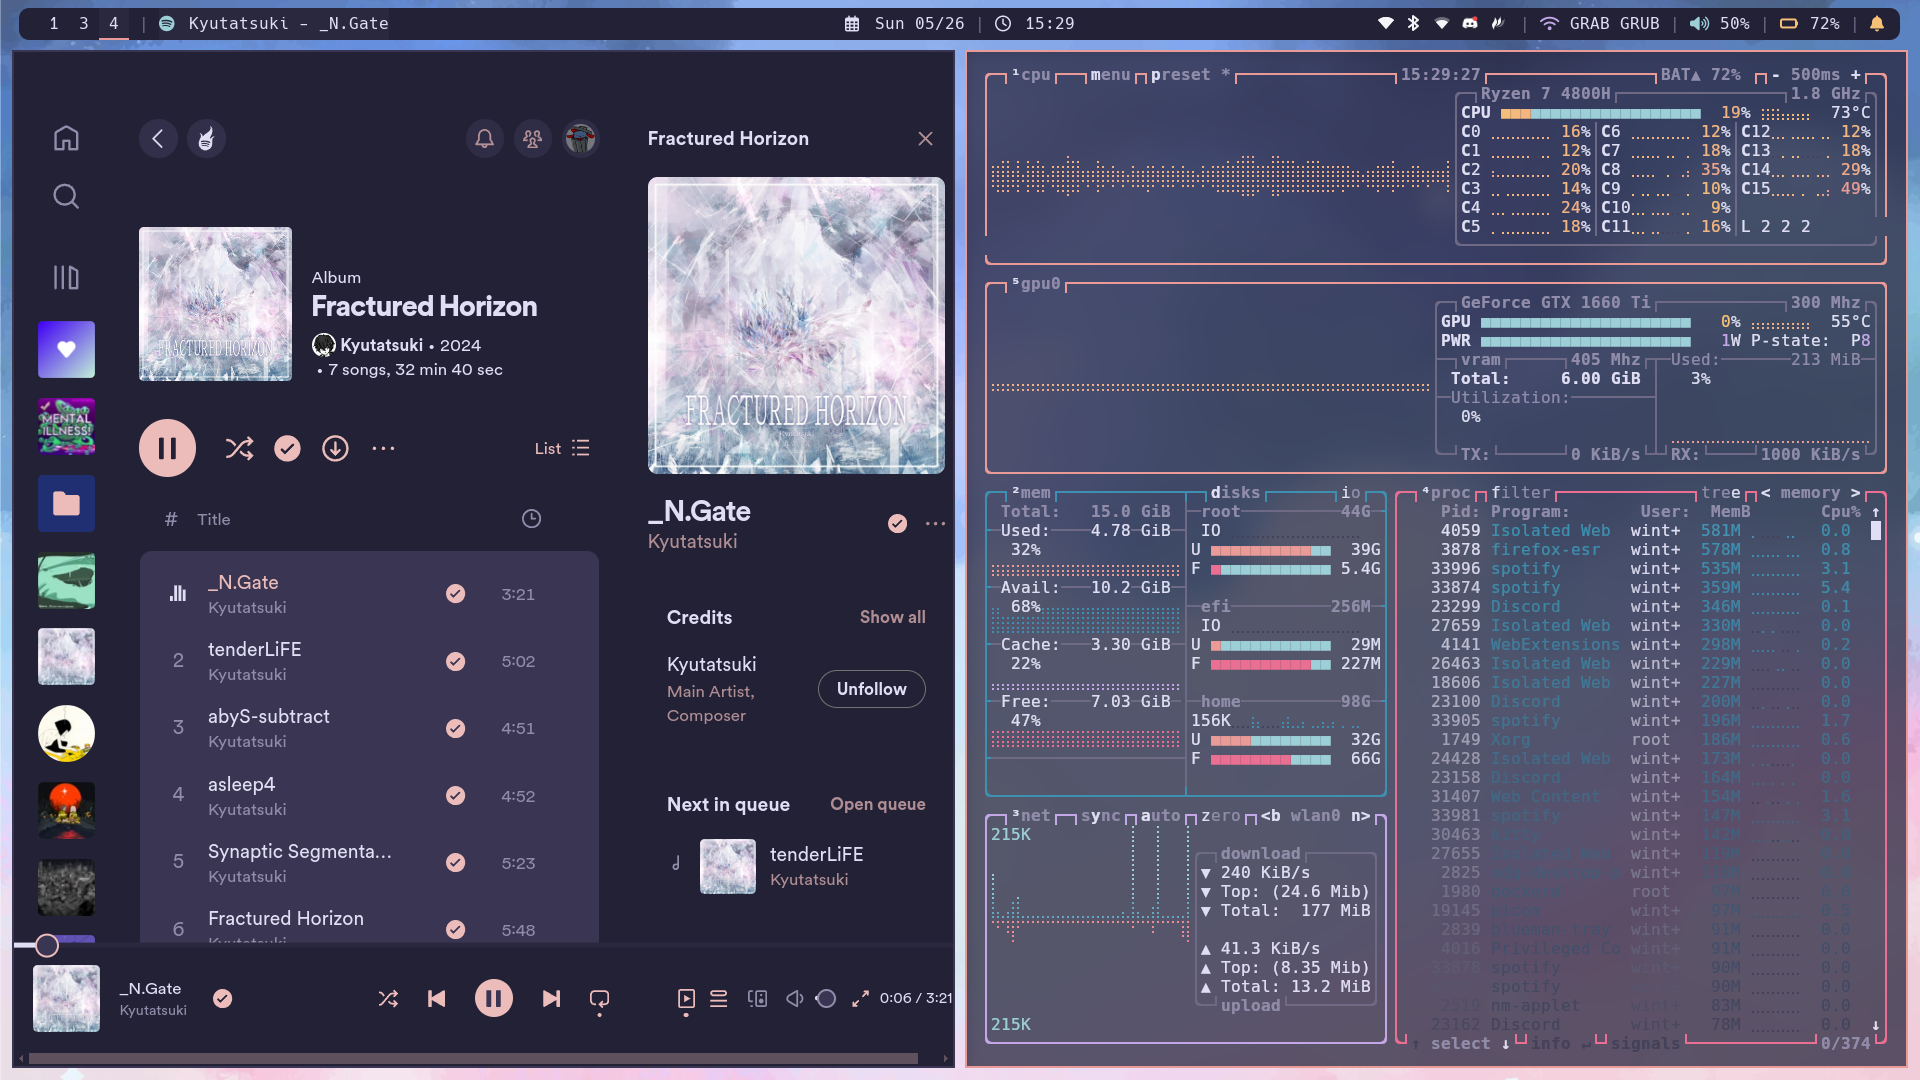 1 3 4 | Kyutatsuki – _N.Gate
Sun 05/26 | 15:29
| GRAB GRUB | 50% | 72% |
Fractured Horizon
Album
Fractured Horizon
Kyutatsuki • 2024
• 7 songs, 32 min 40 sec
MENTAL
ILLNESS!
FRACTURED HORIZON
FRACTURED HORIZON
List
# Title
_N.Gate
Kyutatsuki
3:21
2 tenderLiFE
Kyutatsuki
5:02
3 abyS-subtract
Kyutatsuki
4:51
4 asleep4
Kyutatsuki
4:52
5 Synaptic Segmenta...
Kyutatsuki
5:23
6 Fractured Horizon
Kyutatsuki
5:48
_N.Gate
Kyutatsuki
Credits Show all
Kyutatsuki
Main Artist,
Composer
Unfollow
Next in queue Open queue
tenderLiFE
Kyutatsuki
_N.Gate
Kyutatsuki
0:06 / 3:21
¹cpu menu preset * 15:29:27 BAT▲ 72% - 500ms +
Ryzen 7 4800H 1.8 GHz
CPU 19% 73°C
C0 16% C6 12% C12 12%
C1 12% C7 18% C13 18%
C2 20% C8 35% C14 29%
C3 14% C9 10% C15 49%
C4 24% C10 9%
C5 18% C11 16% L 2 2 2
⁵gpu0
GeForce GTX 1660 Ti 300 Mhz
GPU 0% 55°C
PWR 1W P-state: P8
vram 405 Mhz Used: 213 MiB
Total: 6.00 GiB 3%
Utilization:
0%
TX: 0 KiB/s RX: 1000 KiB/s
²mem disks io
Total: 15.0 GiB
Used: 4.78 GiB
32%
Avail: 10.2 GiB
68%
Cache: 3.30 GiB
22%
Free: 7.03 GiB
47%
root 44G
IO
U 39G
F 5.4G
efi 256M
IO
U 29M
F 227M
home 98G
156K
U 32G
F 66G
³net sync auto zero <b wlan0 n>
215K
download
▼ 240 KiB/s
▼ Top: (24.6 Mib)
▼ Total: 177 MiB
▲ 41.3 KiB/s
▲ Top: (8.35 Mib)
▲ Total: 13.2 MiB
upload
215K
⁴proc filter tree < memory >
Pid: Program: User: MemB Cpu% ↑
4059 Isolated Web wint+ 581M 0.0
3878 firefox-esr wint+ 578M 0.8
33996 spotify wint+ 535M 3.1
33874 spotify wint+ 359M 5.4
23299 Discord wint+ 346M 0.1
27659 Isolated Web wint+ 330M 0.0
4141 WebExtensions wint+ 298M 0.2
26463 Isolated Web wint+ 229M 0.0
18606 Isolated Web wint+ 227M 0.0
23100 Discord wint+ 200M 0.0
33905 spotify wint+ 196M 1.7
1749 Xorg root 186M 0.6
24428 Isolated Web wint+ 173M 0.0
23158 Discord wint+ 164M 0.0
31407 Web Content wint+ 154M 1.6
33981 spotify wint+ 147M 3.1
30463 wint+
27655 Isolated Web wint+ 0.0
2825 wint+ 0.0
1980 root 0.0
19145 wint+ 97M 0.5
2839 blueman-tray wint+ 91M 0.0
4016 Privileged Co wint+ 91M 0.0
33878 spotify wint+ 90M 0.0
spotify 90M 0.0
2519 nm-applet wint+ 83M 0.0
23162 Discord wint+ 78M 0.0 ↓
↑ select ↓ info ↵ signals 0/374